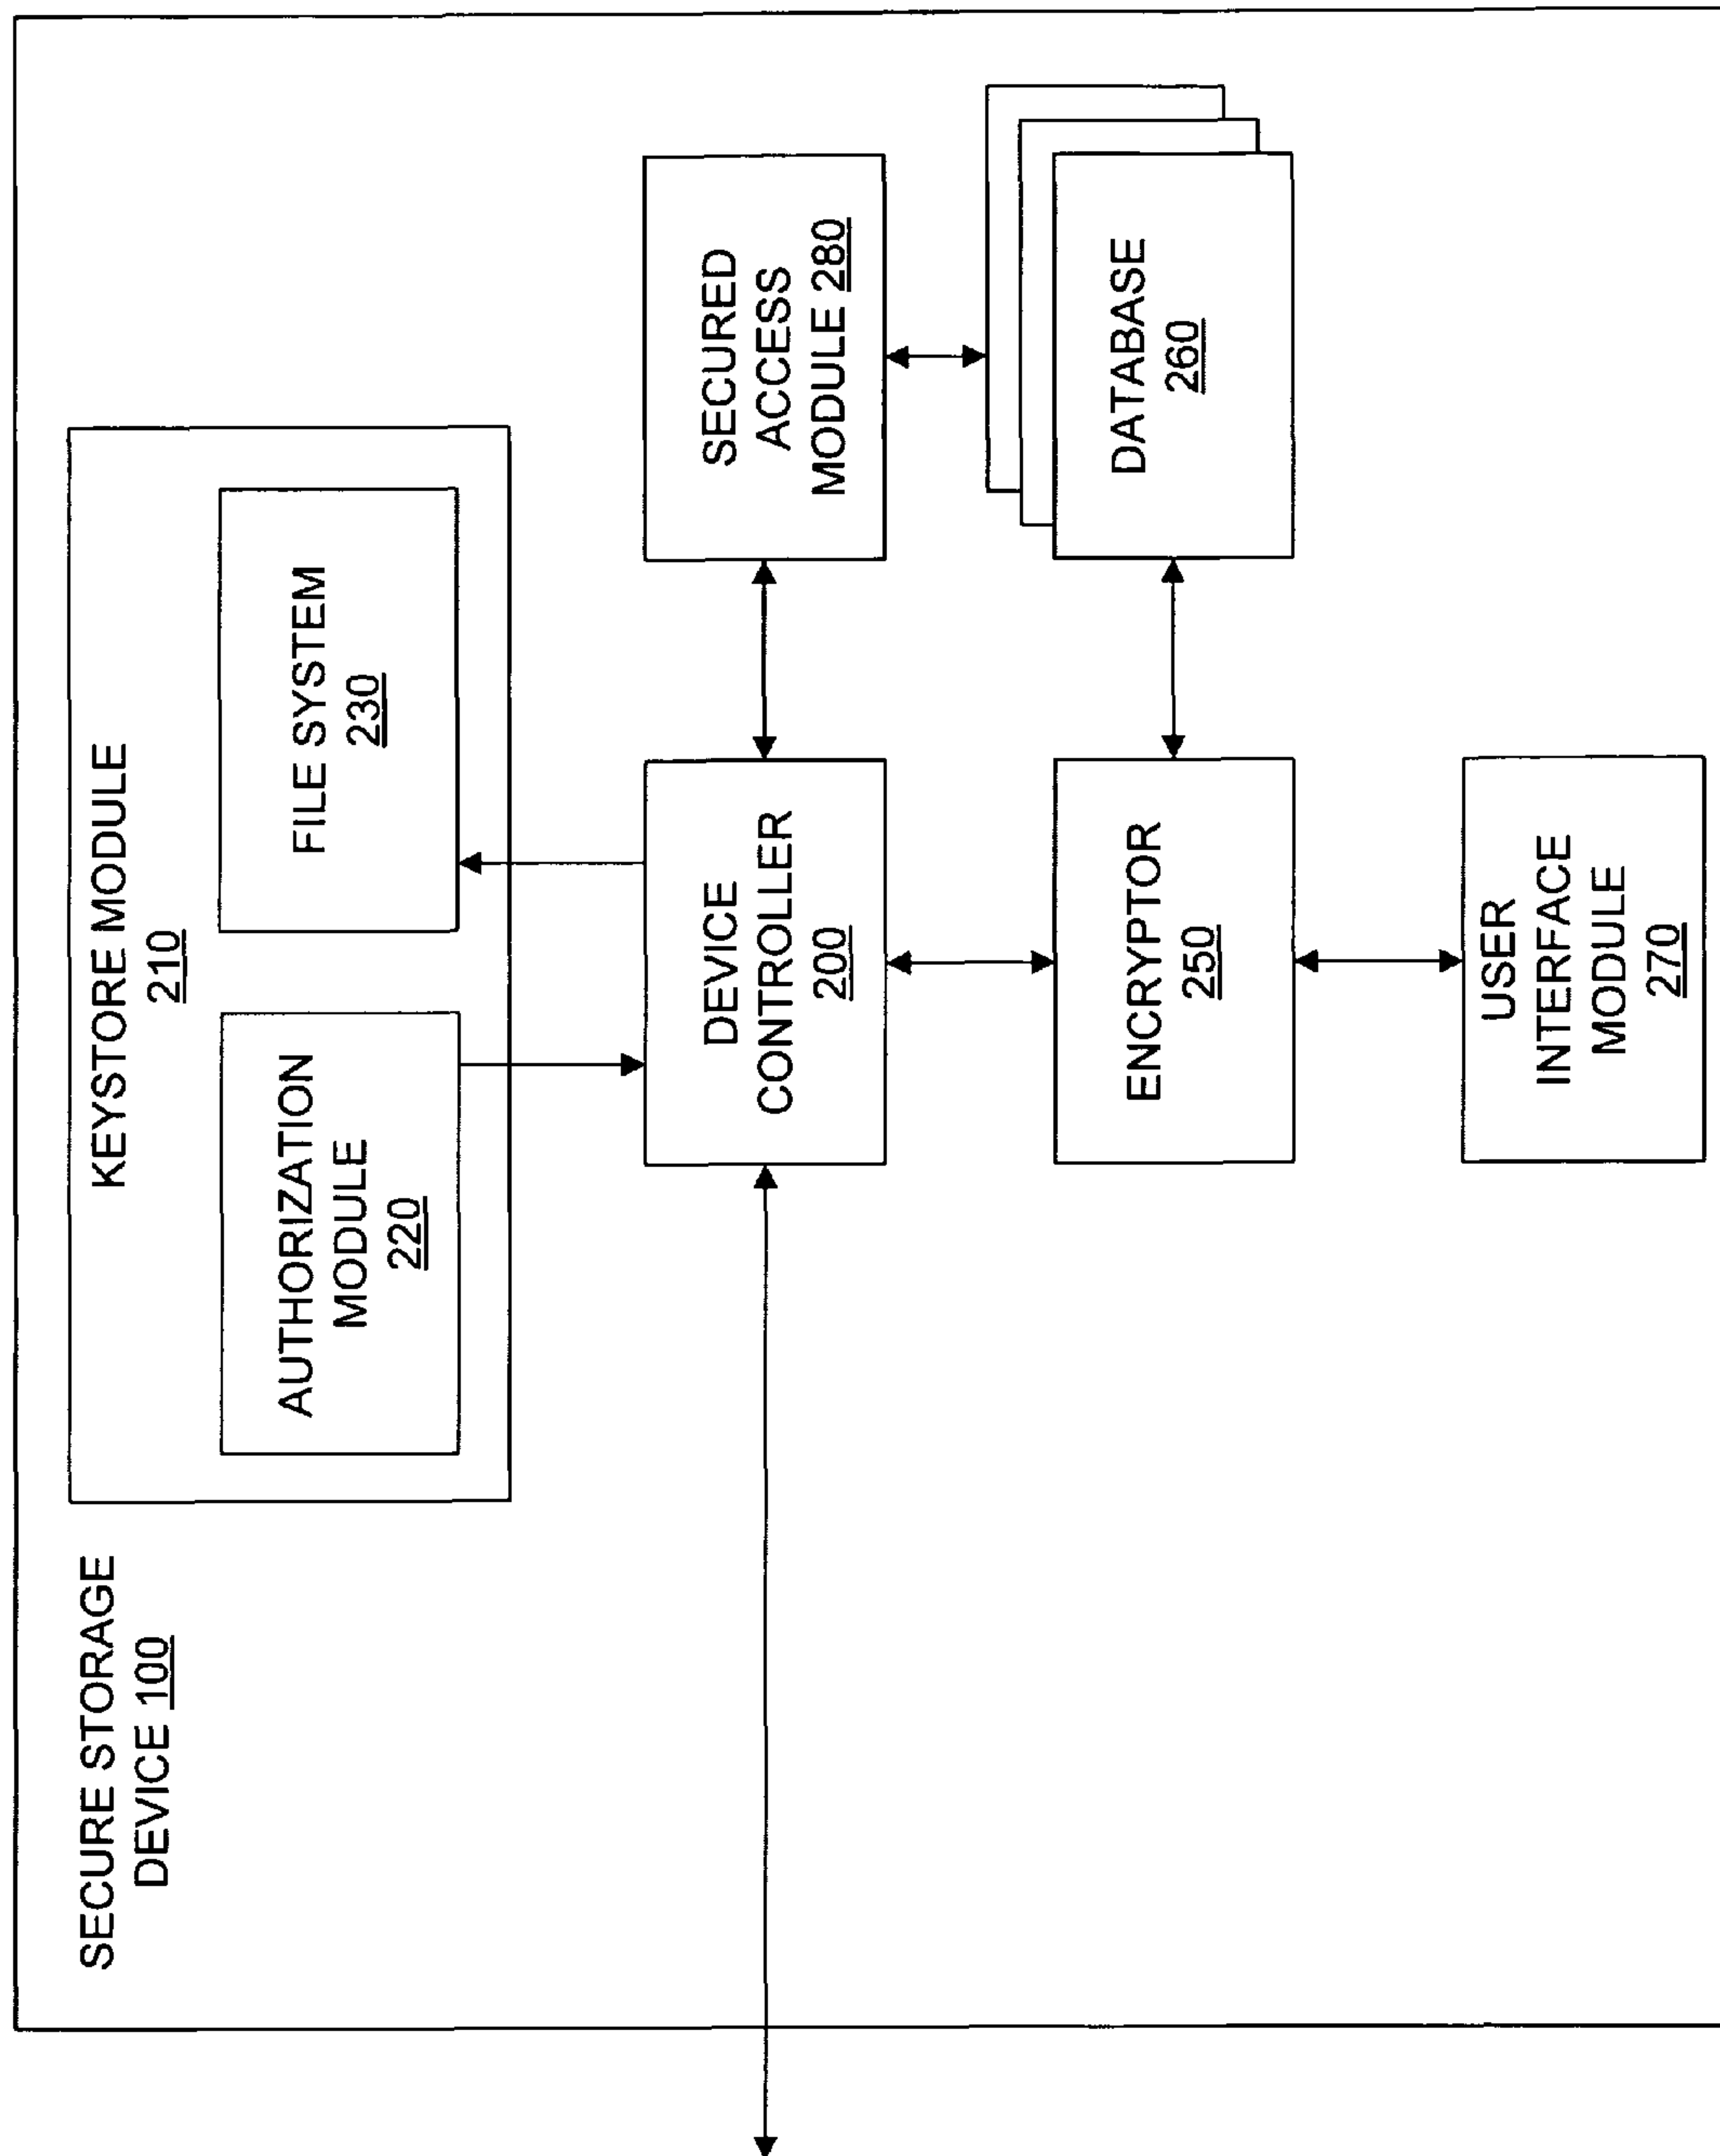 SECURE STORAGE
DEVICE 100
KEYSTORE MODULE
210
AUTHORIZATION
MODULE
220
FILE SYSTEM
230
DEVICE
CONTROLLER
200
SECURED
ACCESS
MODULE 280
ENCRYPTOR
250
DATABASE
260
USER
INTERFACE
MODULE
270